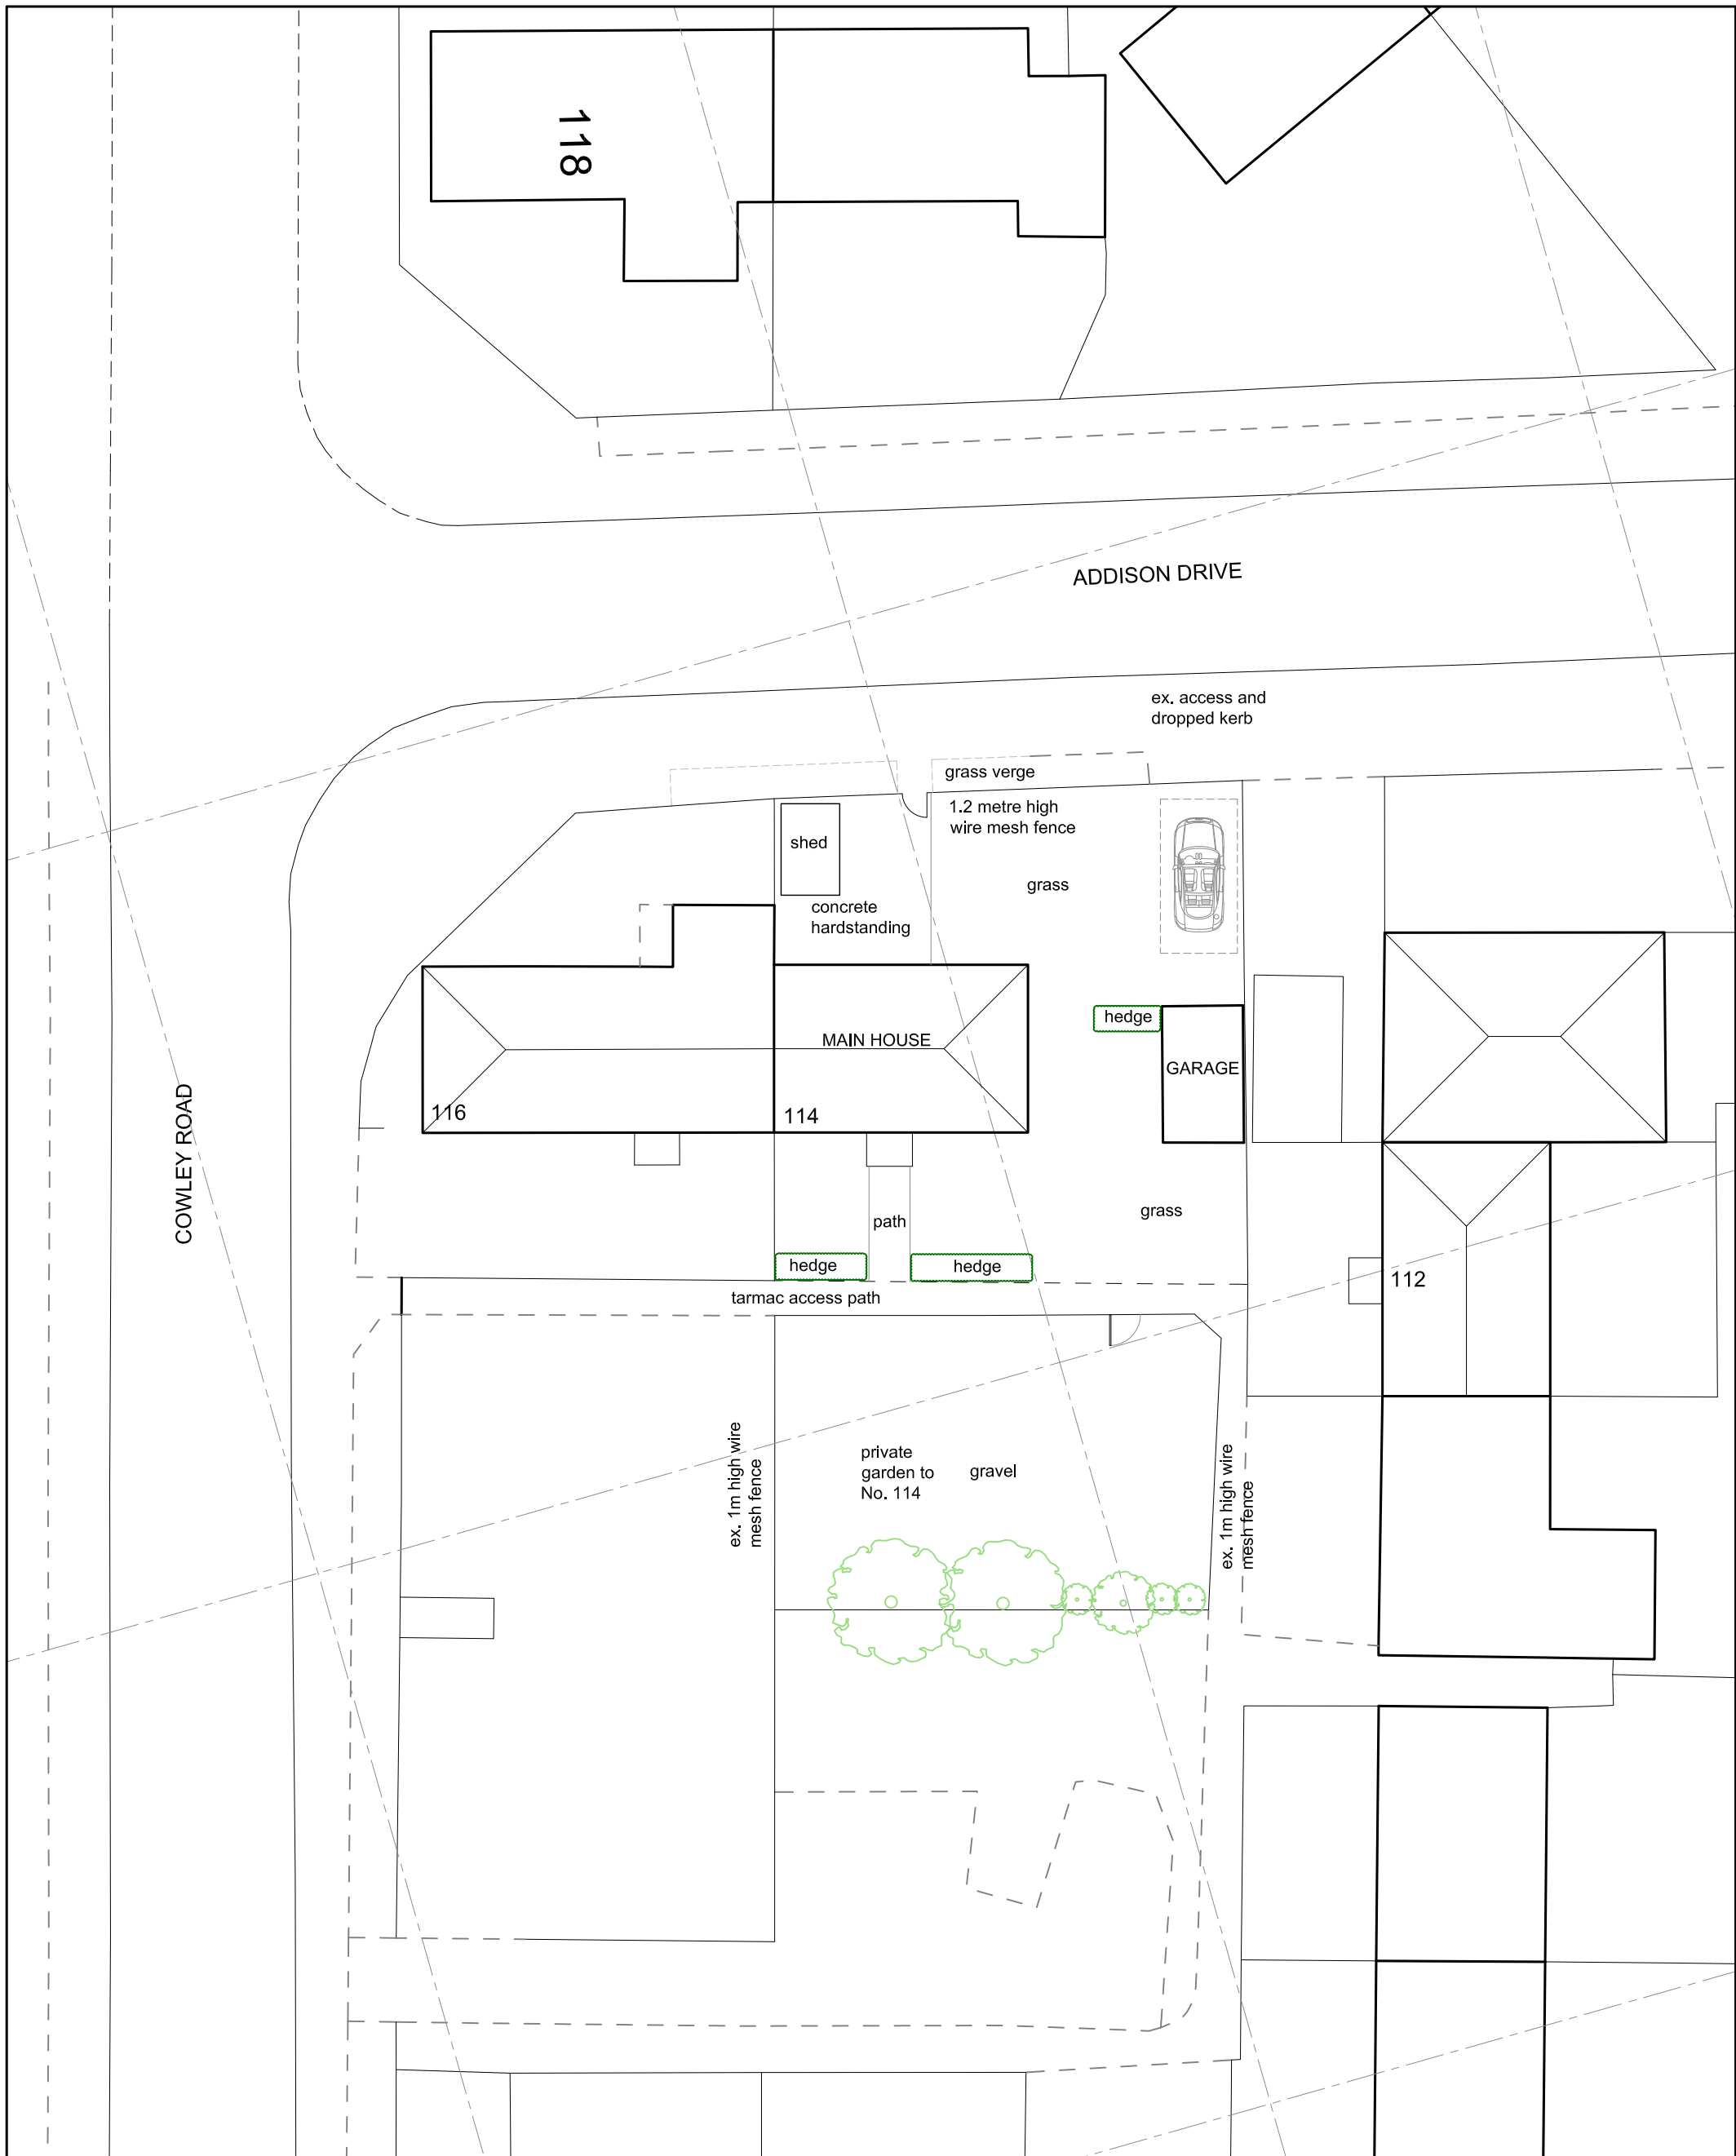 118
ADDISON DRIVE
ex. access and
dropped kerb
grass verge
1.2 metre high
wire mesh fence
shed
grass
concrete
hardstanding
hedge
MAIN HOUSE
GARAGE
116
114
COWLEY ROAD
path
grass
hedge
hedge
112
tarmac access path
ex. 1m high wire
mesh fence
private
garden to
No. 114
gravel
ex. 1m high wire
mesh fence